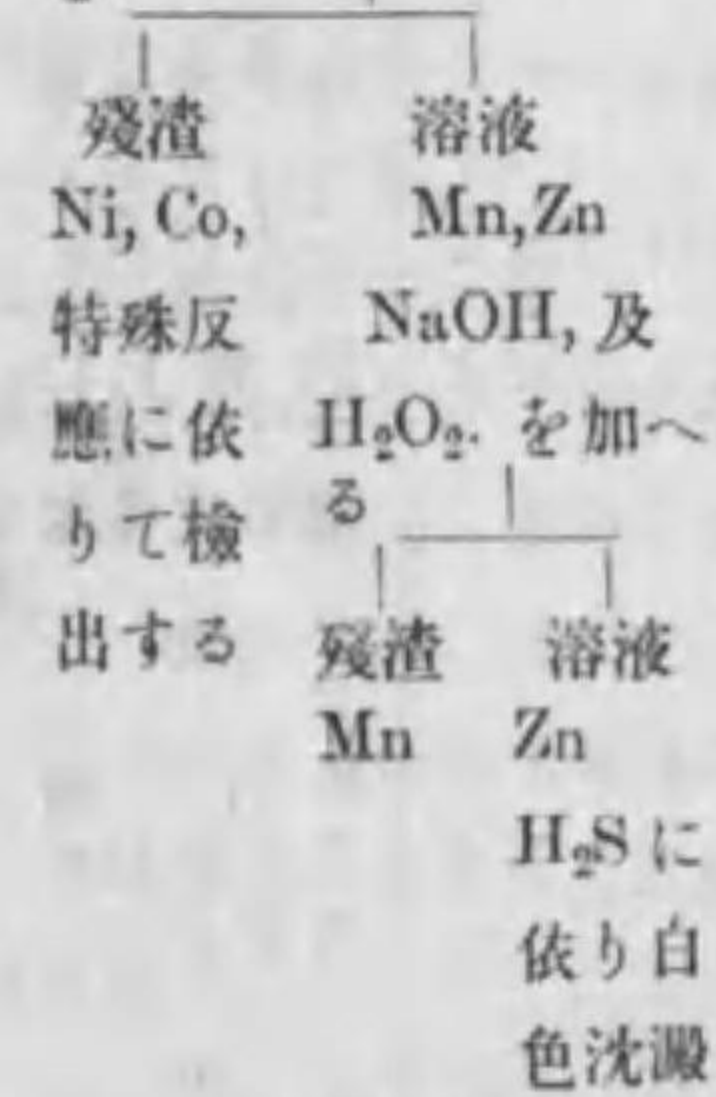 殘渣
Ni, Co,
特殊反
應に依
りて檢
出する
溶液
Mn, Zn
NaOH, 及
H₂O₂. を加へ
る
殘渣
Mn
溶液
Zn
H₂S に
依り白
色沈澱